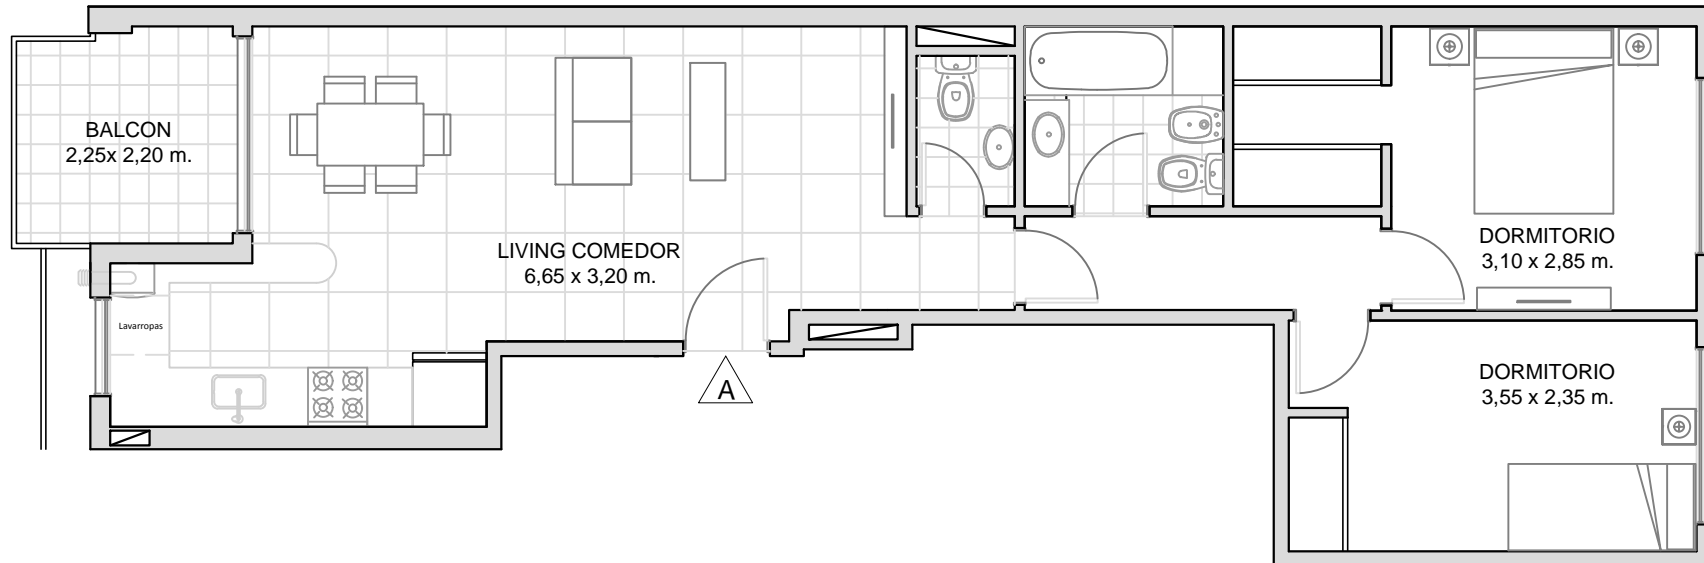 BALCON
2,25x 2,20 m.
LIVING COMEDOR
6,65 x 3,20 m.
DORMITORIO
3,10 x 2,85 m.
Lavarropas
A
DORMITORIO
3,55 x 2,35 m.